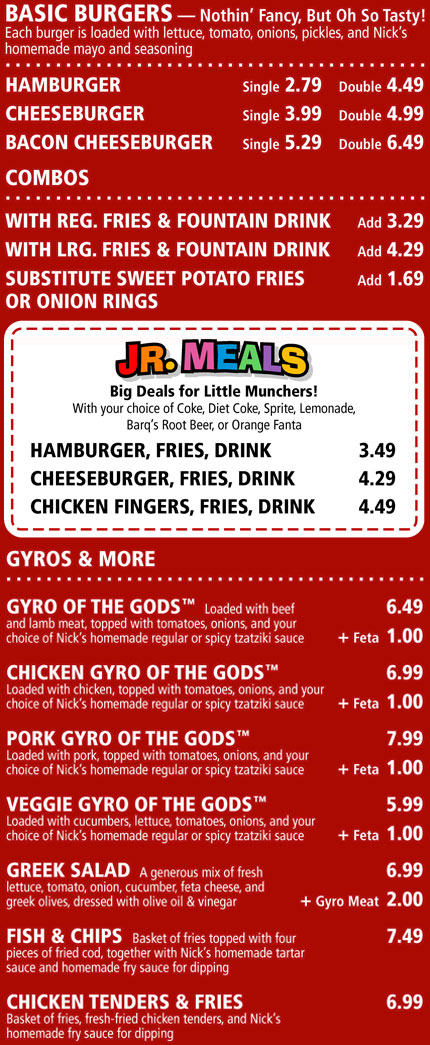 BASIC BURGERS — Nothin' Fancy, But Oh So Tasty!
Each burger is loaded with lettuce, tomato, onions, pickles, and Nick's
homemade mayo and seasoning
HAMBURGER Single 2.79 Double 4.49
CHEESEBURGER Single 3.99 Double 4.99
BACON CHEESEBURGER Single 5.29 Double 6.49
COMBOS
WITH REG. FRIES & FOUNTAIN DRINK Add 3.29
WITH LRG. FRIES & FOUNTAIN DRINK Add 4.29
SUBSTITUTE SWEET POTATO FRIES Add 1.69
OR ONION RINGS
JR. MEALS
Big Deals for Little Munchers!
With your choice of Coke, Diet Coke, Sprite, Lemonade,
Barq's Root Beer, or Orange Fanta
HAMBURGER, FRIES, DRINK 3.49
CHEESEBURGER, FRIES, DRINK 4.29
CHICKEN FINGERS, FRIES, DRINK 4.49
GYROS & MORE
GYRO OF THE GODS™ Loaded with beef 6.49
and lamb meat, topped with tomatoes, onions, and your
choice of Nick's homemade regular or spicy tzatziki sauce + Feta 1.00
CHICKEN GYRO OF THE GODS™ 6.99
Loaded with chicken, topped with tomatoes, onions, and your
choice of Nick's homemade regular or spicy tzatziki sauce + Feta 1.00
PORK GYRO OF THE GODS™ 7.99
Loaded with pork, topped with tomatoes, onions, and your
choice of Nick's homemade regular or spicy tzatziki sauce + Feta 1.00
VEGGIE GYRO OF THE GODS™ 5.99
Loaded with cucumbers, lettuce, tomatoes, onions, and your
choice of Nick's homemade regular or spicy tzatziki sauce + Feta 1.00
GREEK SALAD A generous mix of fresh 6.99
lettuce, tomato, onion, cucumber, feta cheese, and
greek olives, dressed with olive oil & vinegar + Gyro Meat 2.00
FISH & CHIPS Basket of fries topped with four 7.49
pieces of fried cod, together with Nick's homemade tartar
sauce and homemade fry sauce for dipping
CHICKEN TENDERS & FRIES 6.99
Basket of fries, fresh-fried chicken tenders, and Nick's
homemade fry sauce for dipping